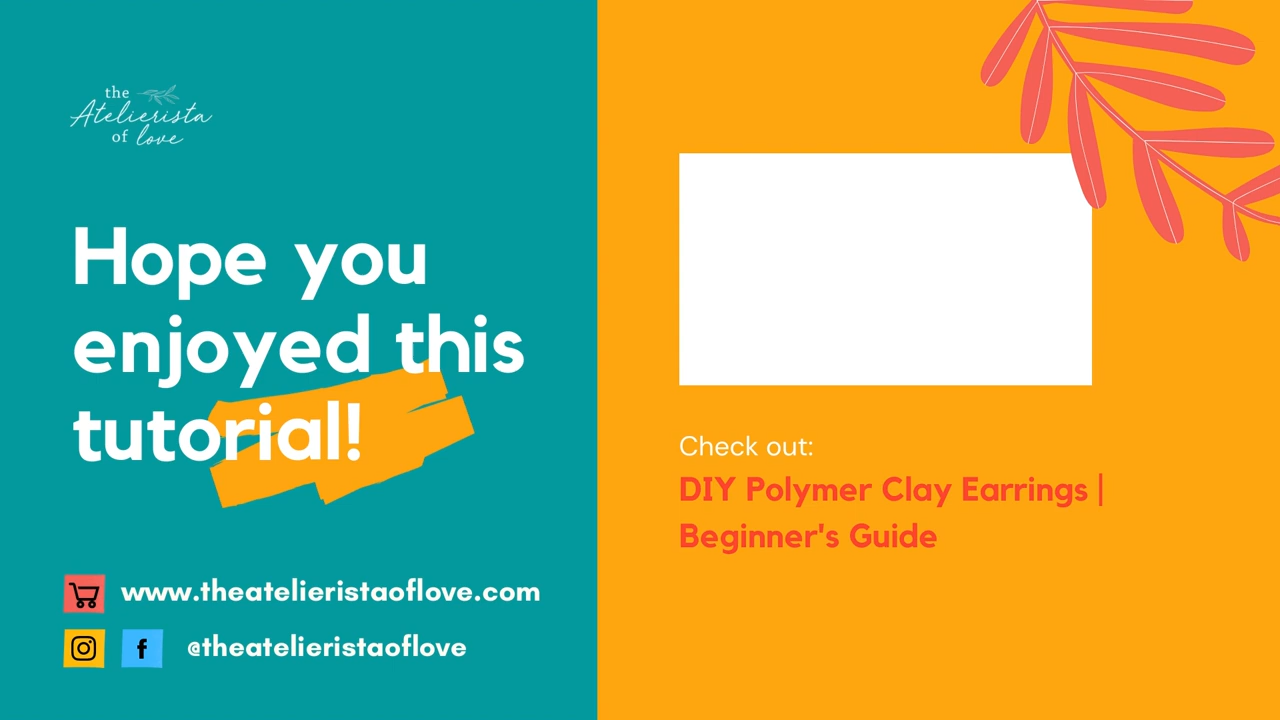 the
Atelierista
of love
Hope you
enjoyed this
tutorial!
www.theatelieristaoflove.com
@theatelieristaoflove
Check out:
DIY Polymer Clay Earrings |
Beginner's Guide